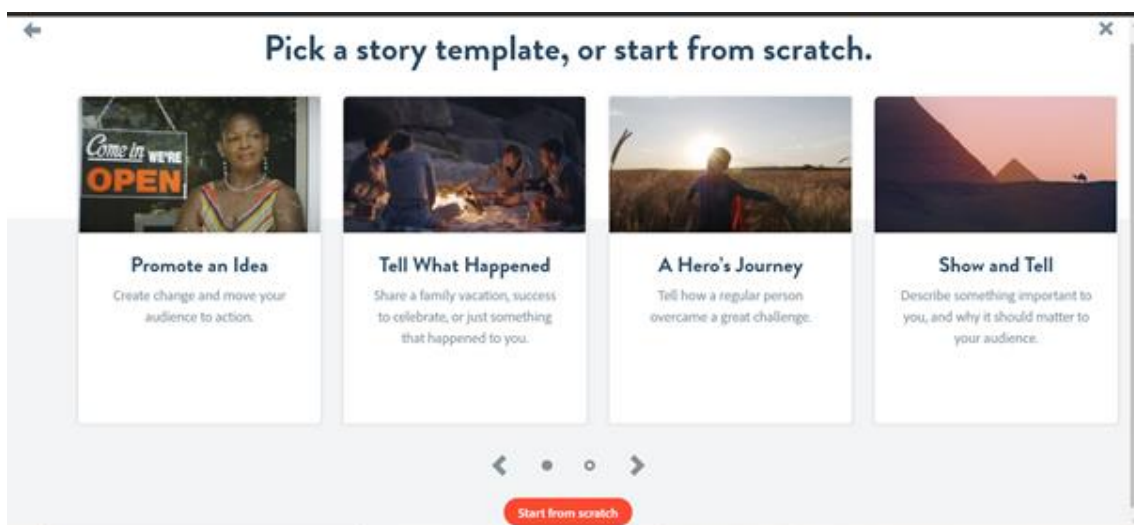 Pick a story template, or start from scratch.
Come in WE'RE
OPEN
Promote an Idea
Create change and move your
audience to action.
Tell What Happened
Share a family vacation, success
to celebrate, or just something
that happened to you.
A Hero's Journey
Tell how a regular person
overcame a great challenge.
Show and Tell
Describe something important to
you, and why it should matter to
your audience.
Start from scratch